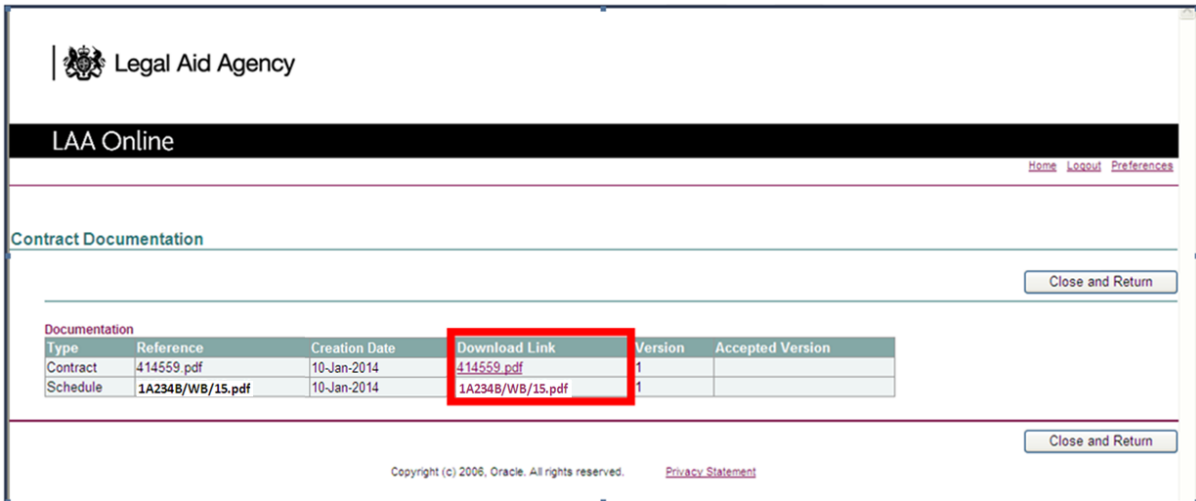 Legal Aid Agency
LAA Online
Home Logout Preferences
Contract Documentation
Close and Return
Documentation
Type Reference Creation Date Download Link Version Accepted Version
Contract 414559.pdf 10-Jan-2014 414559.pdf 1
Schedule 1A234B/WB/15.pdf 10-Jan-2014 1A234B/WB/15.pdf 1
Close and Return
Copyright (c) 2006, Oracle. All rights reserved. Privacy Statement